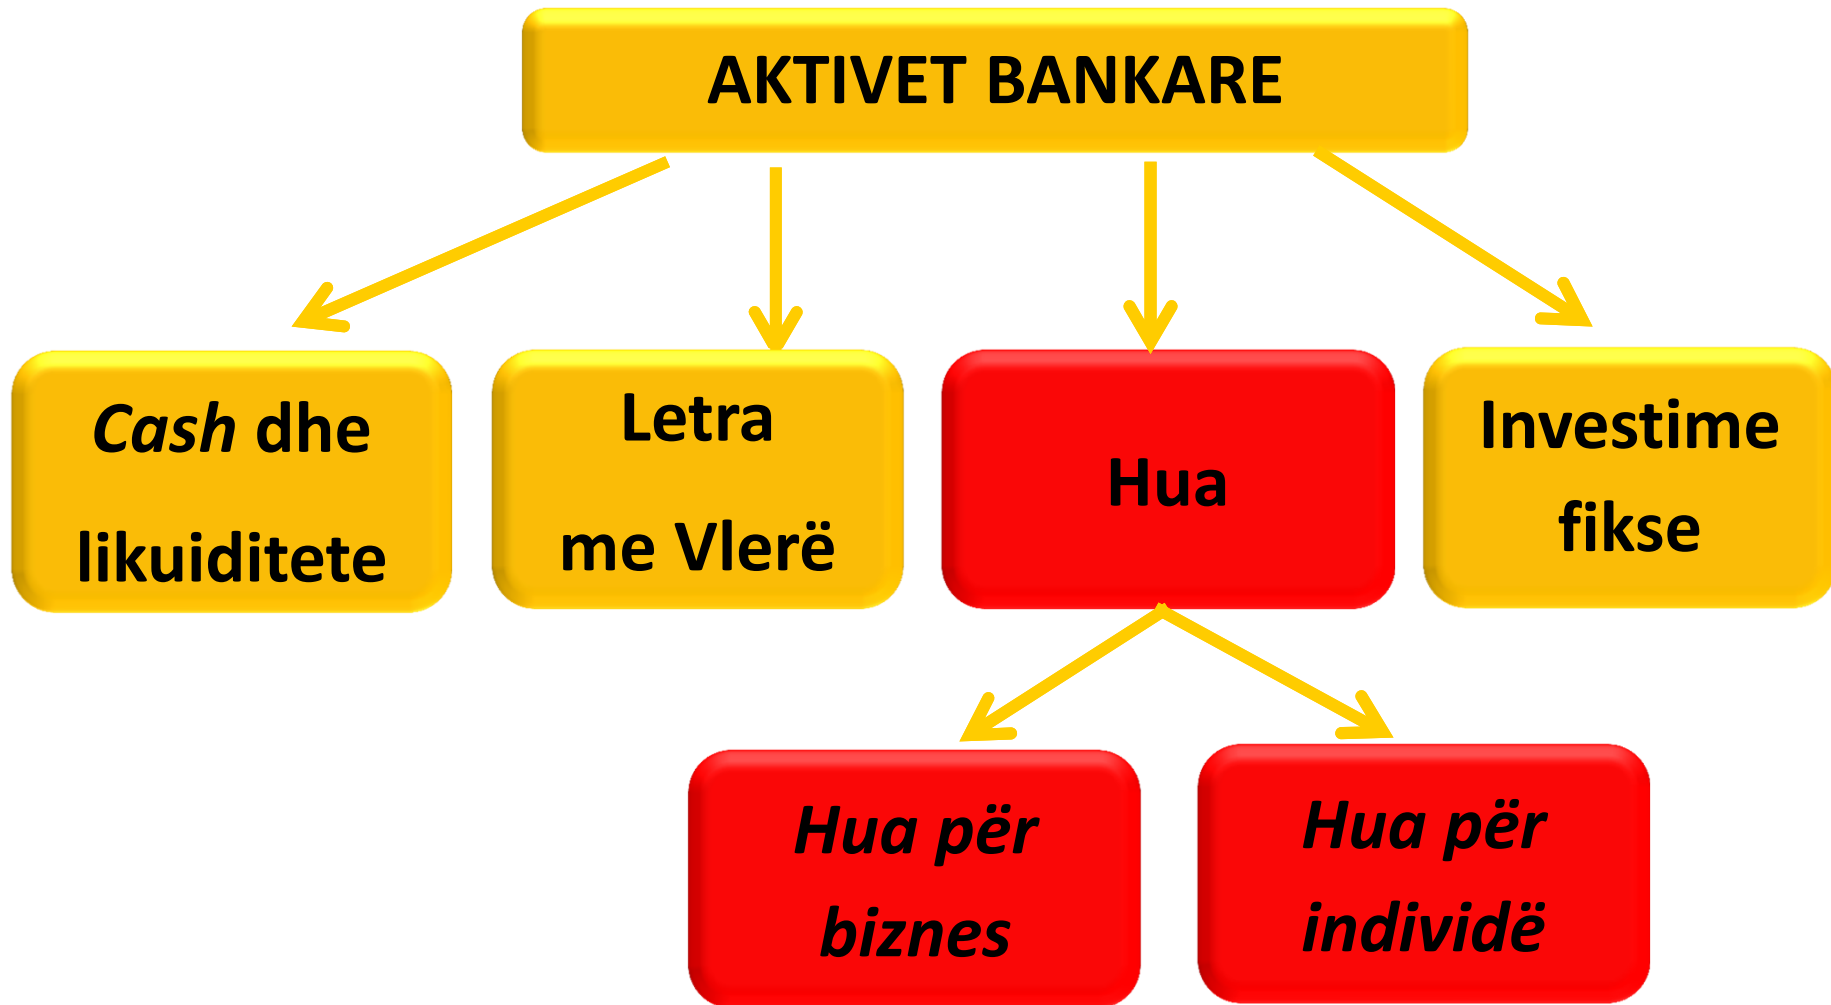 AKTIVET BANKARE
Cash dhe
likuiditete
Letra
me Vlerë
Hua
Investime
fikse
Hua për
biznes
Hua për
individë